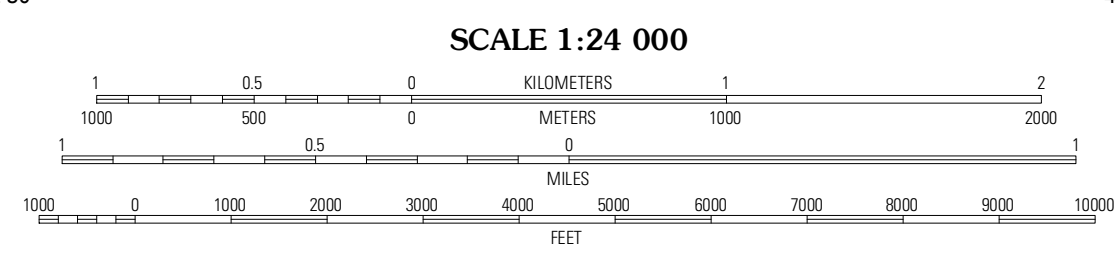 SCALE 1:24 000
1 0.5 0 KILOMETERS 1 2
1000 500 0 METERS 1000 2000
1 0.5 0 1
MILES
1000 0 1000 2000 3000 4000 5000 6000 7000 8000 9000 10000
FEET